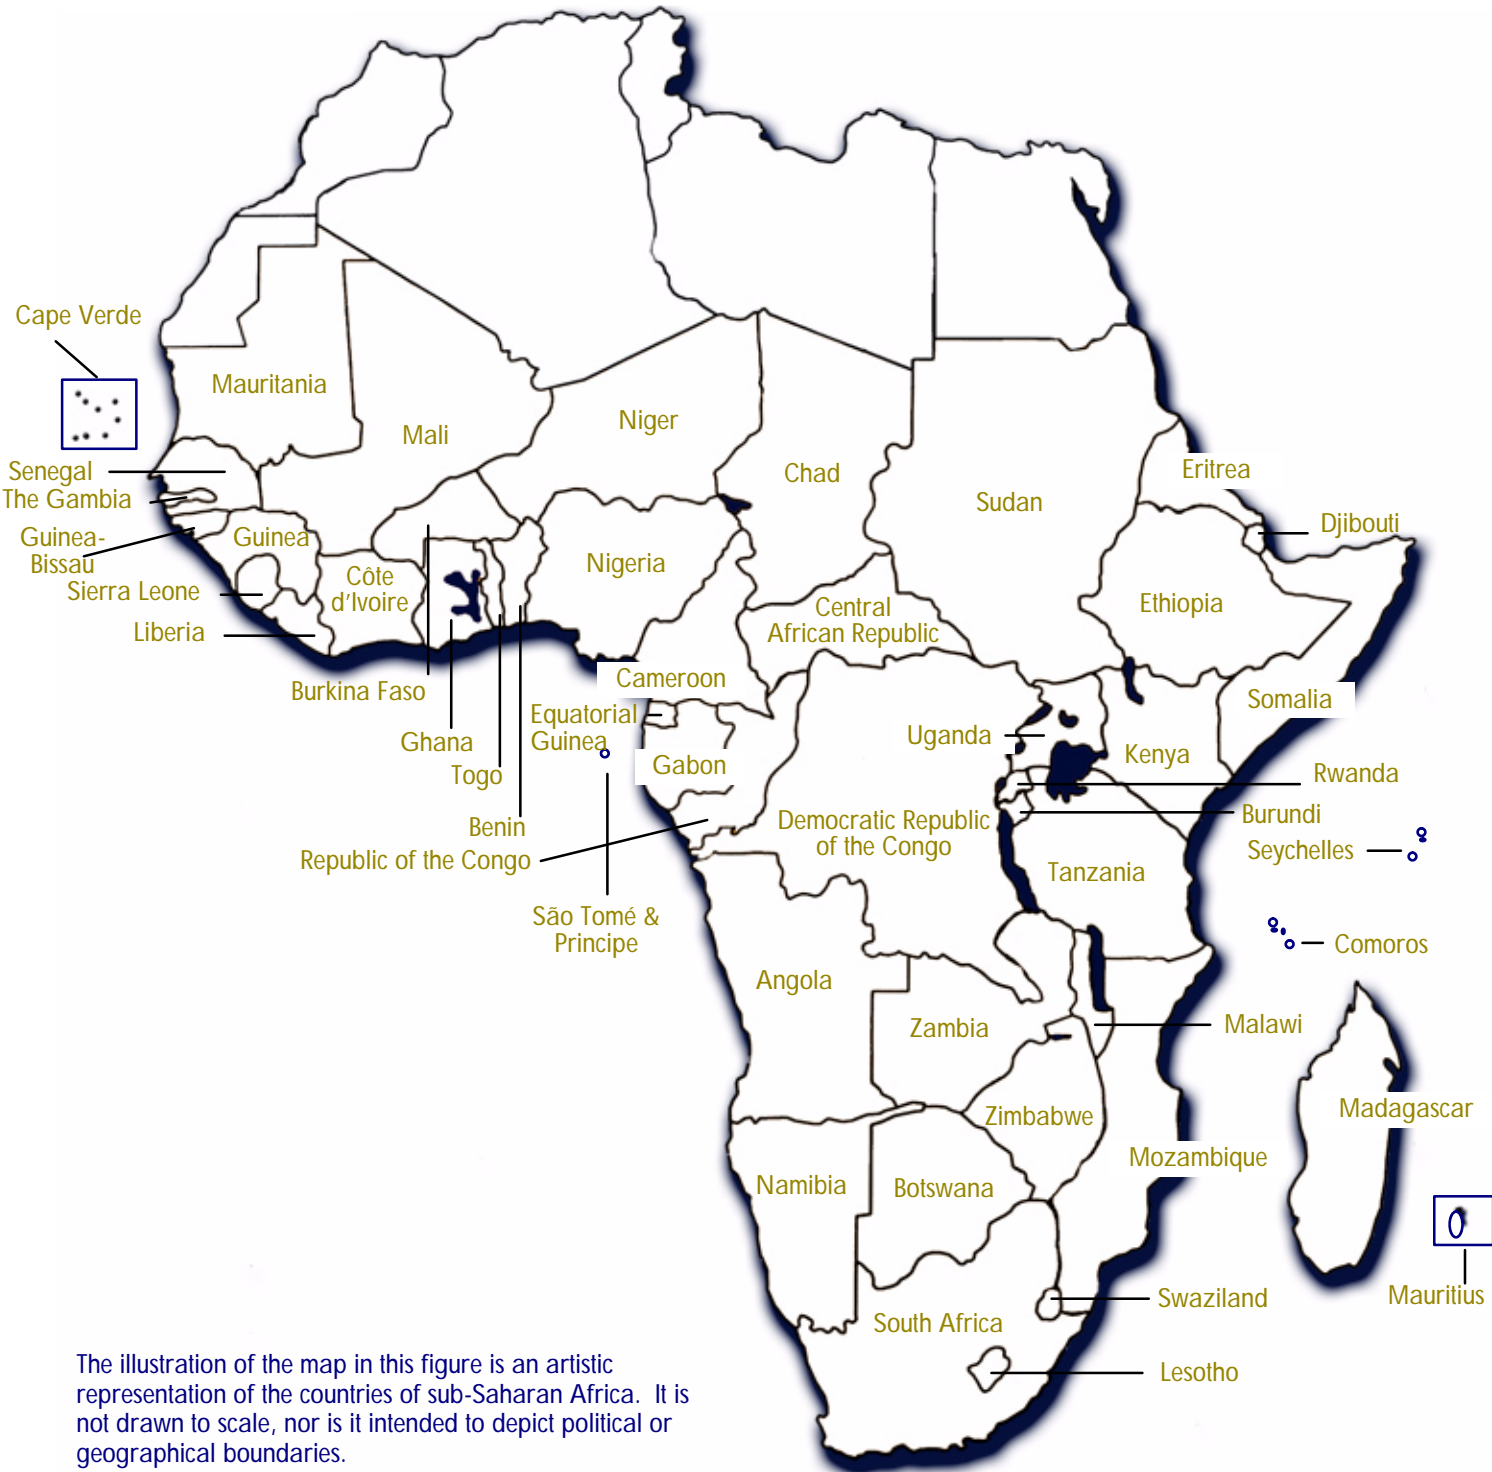 Cape Verde
Mauritania
Mali
Niger
Chad
Sudan
Eritrea
Senegal
The Gambia
Guinea-
Bissau
Guinea
Sierra Leone
Liberia
Côte
d'Ivoire
Nigeria
Djibouti
Ethiopia
Central
African Republic
Burkina Faso
Ghana
Togo
Benin
Cameroon
Equatorial
Guinea
Gabon
Uganda
Kenya
Somalia
Rwanda
Burundi
Seychelles
Republic of the Congo
Democratic Republic
of the Congo
Tanzania
São Tomé &
Principe
Comoros
Angola
Zambia
Malawi
Zimbabwe
Madagascar
Mozambique
Namibia
Botswana
Mauritius
Swaziland
South Africa
Lesotho
The illustration of the map in this figure is an artistic
representation of the countries of sub-Saharan Africa. It is
not drawn to scale, nor is it intended to depict political or
geographical boundaries.